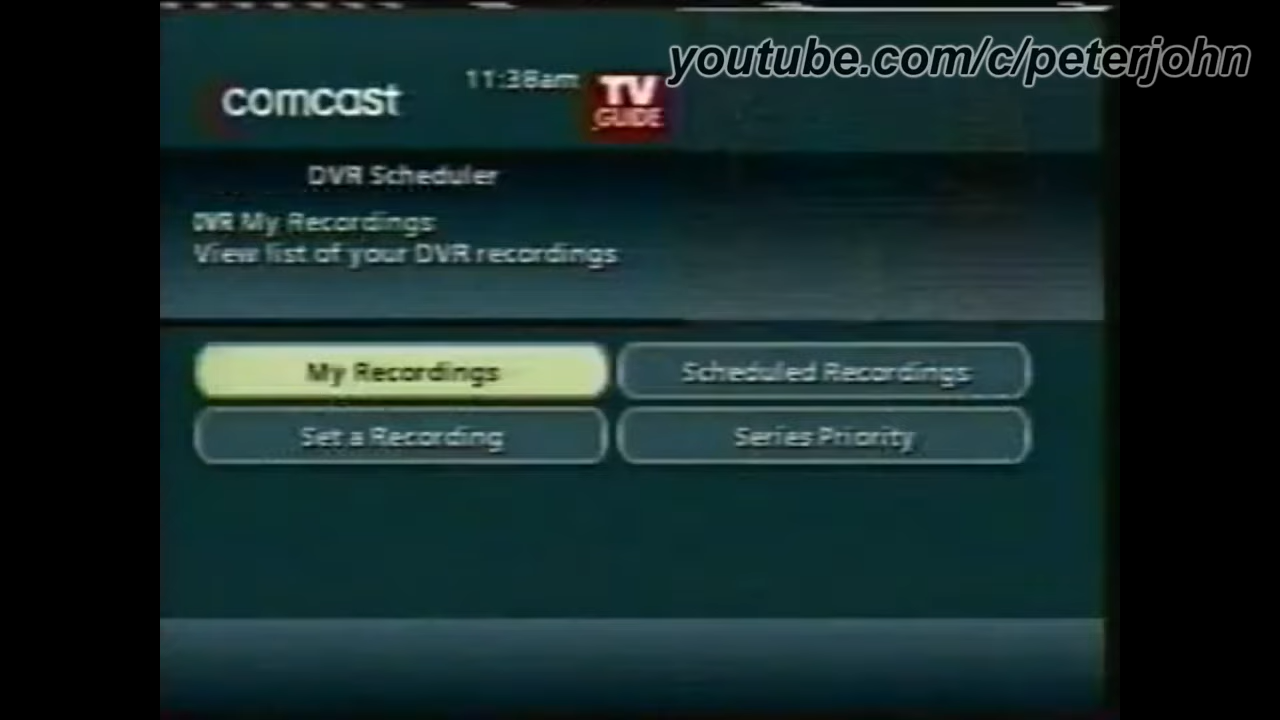 youtube.com/c/peterjohn
comcast
11:38am
TV
GUIDE
DVR Scheduler
DVR My Recordings
View list of your DVR recordings
My Recordings
Scheduled Recordings
Set a Recording
Series Priority